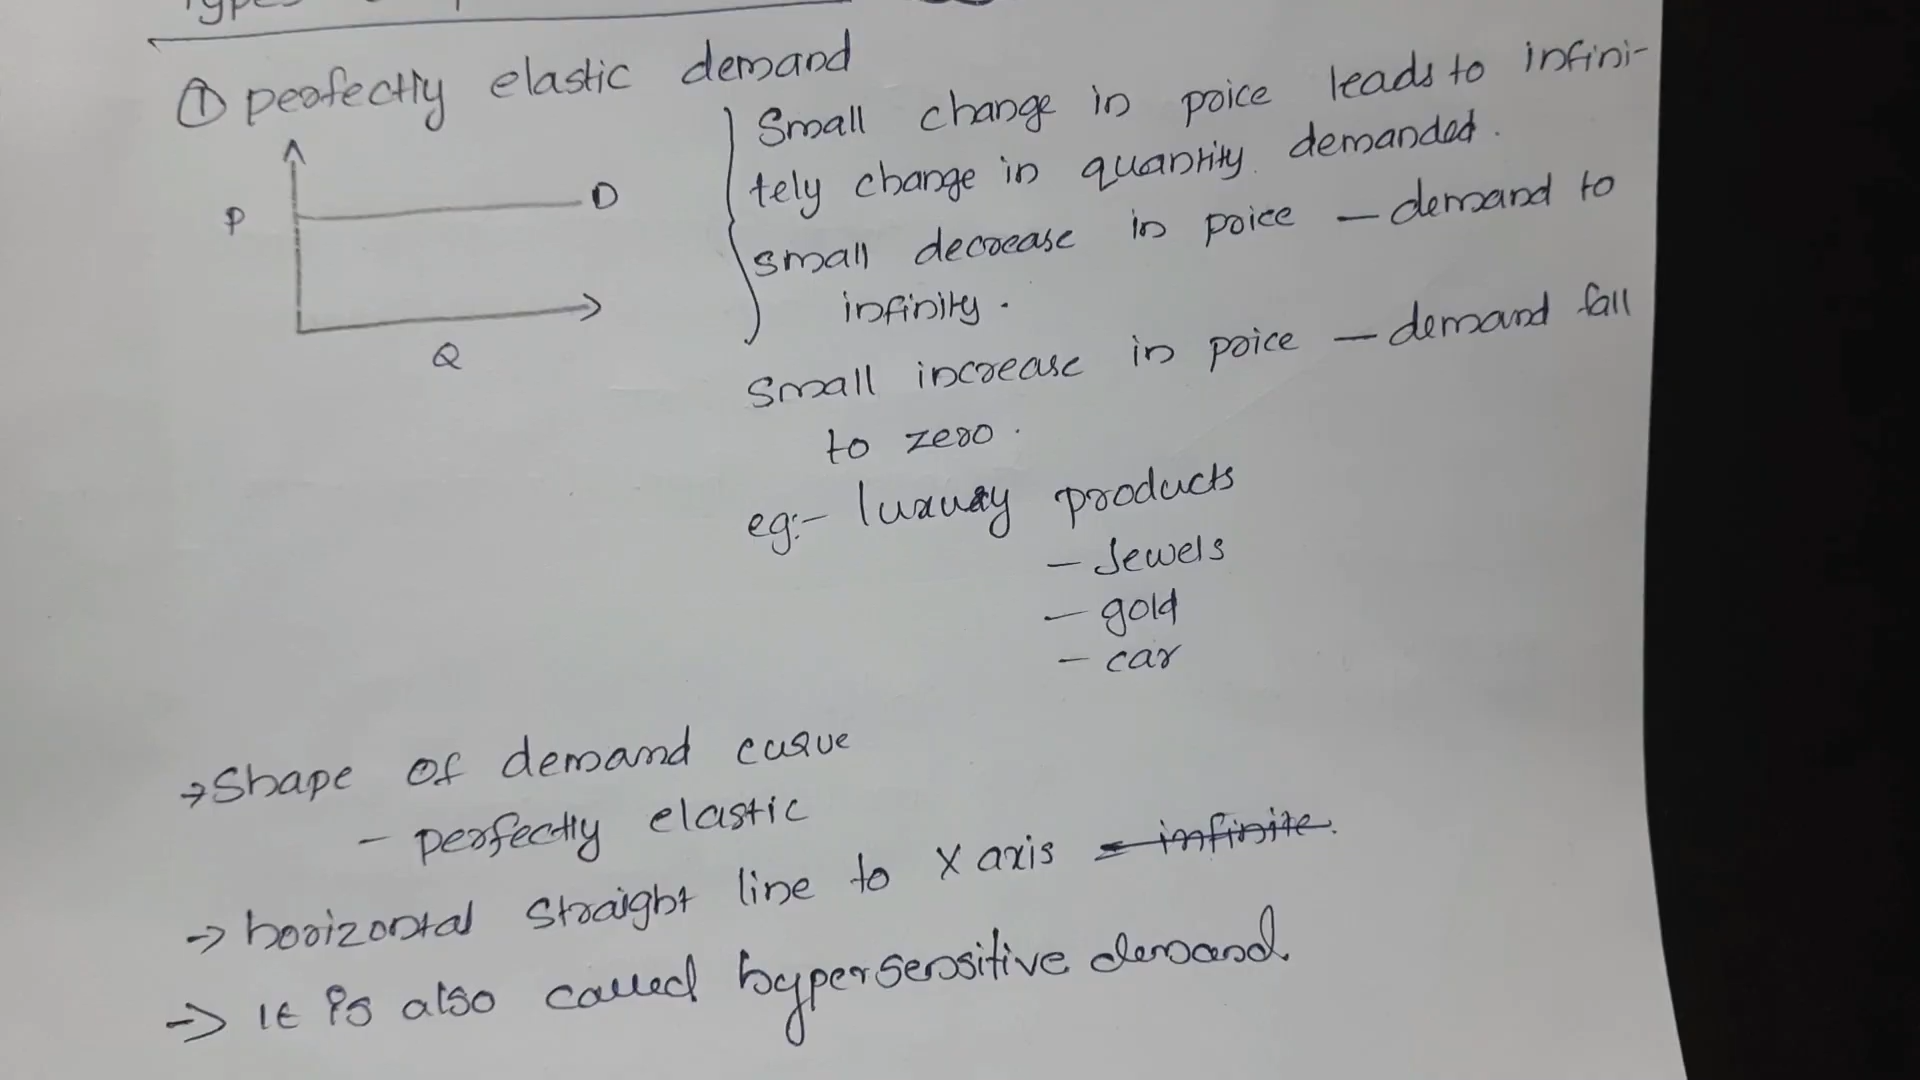 ① perfectly elastic demand
P
D
Q
Small change in price leads to infini-
tely change in quantity demanded.
small decrease in price – demand to
infinity.
Small increase in price – demand fall
to zero.
eg:- luxury products
- Jewels
- gold
- car
→ Shape of demand curve
- perfectly elastic
→ horizontal straight line to X axis = infinite.
→ It is also called hypersensitive demand